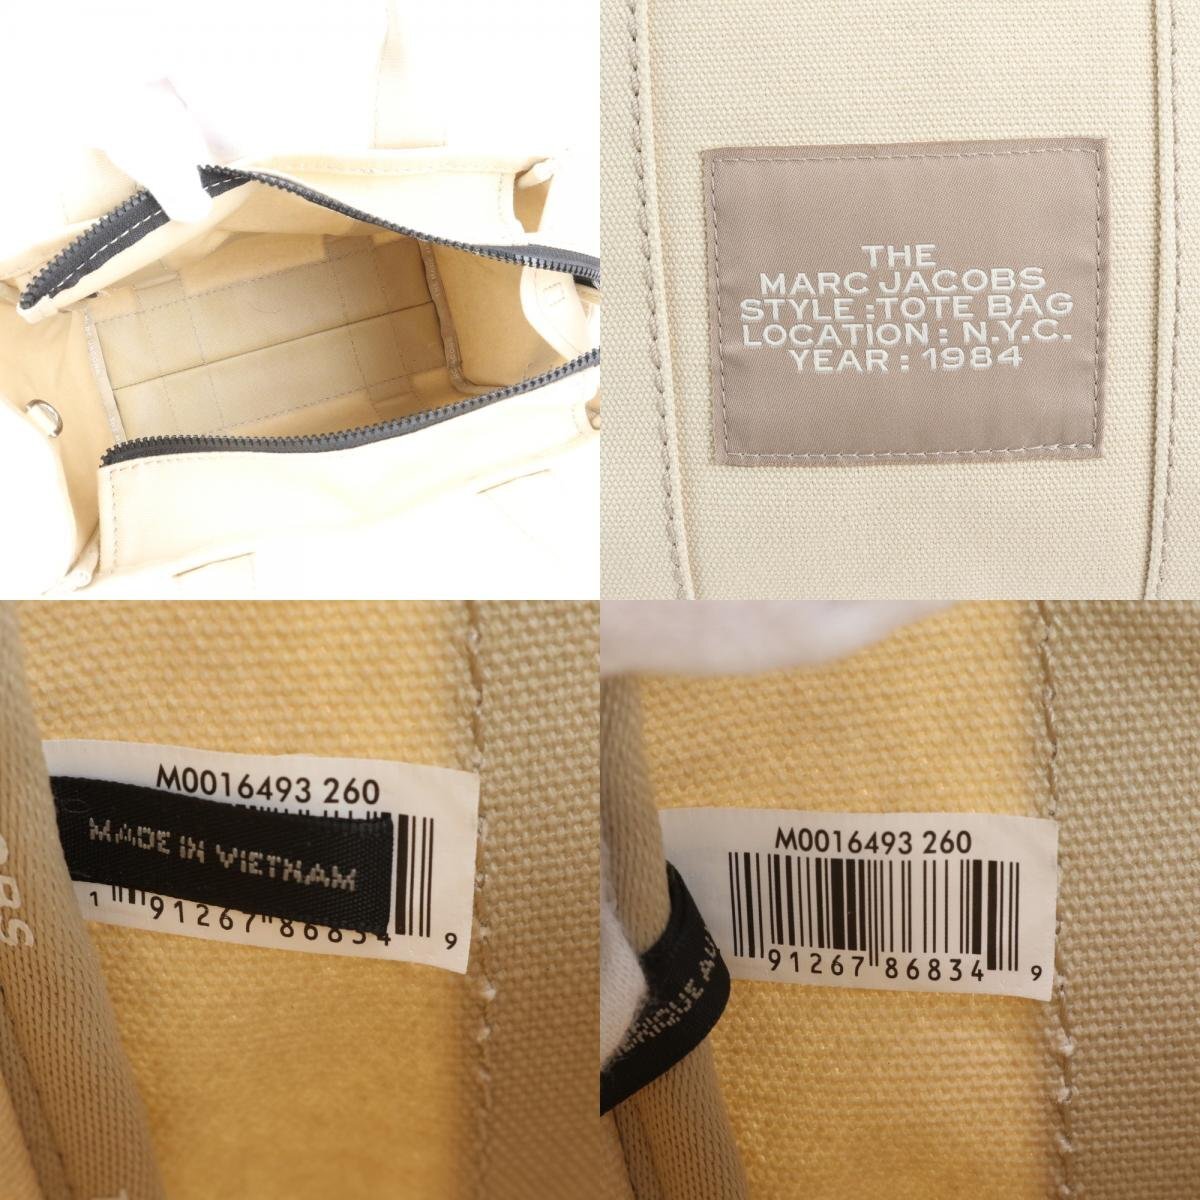 THE
MARC JACOBS
STYLE : TOTE BAG
LOCATION : N.Y.C.
YEAR : 1984
M0016493 260
MADE IN VIETNAM
1 91267 86834 9
M0016493 260
91267 86834 9